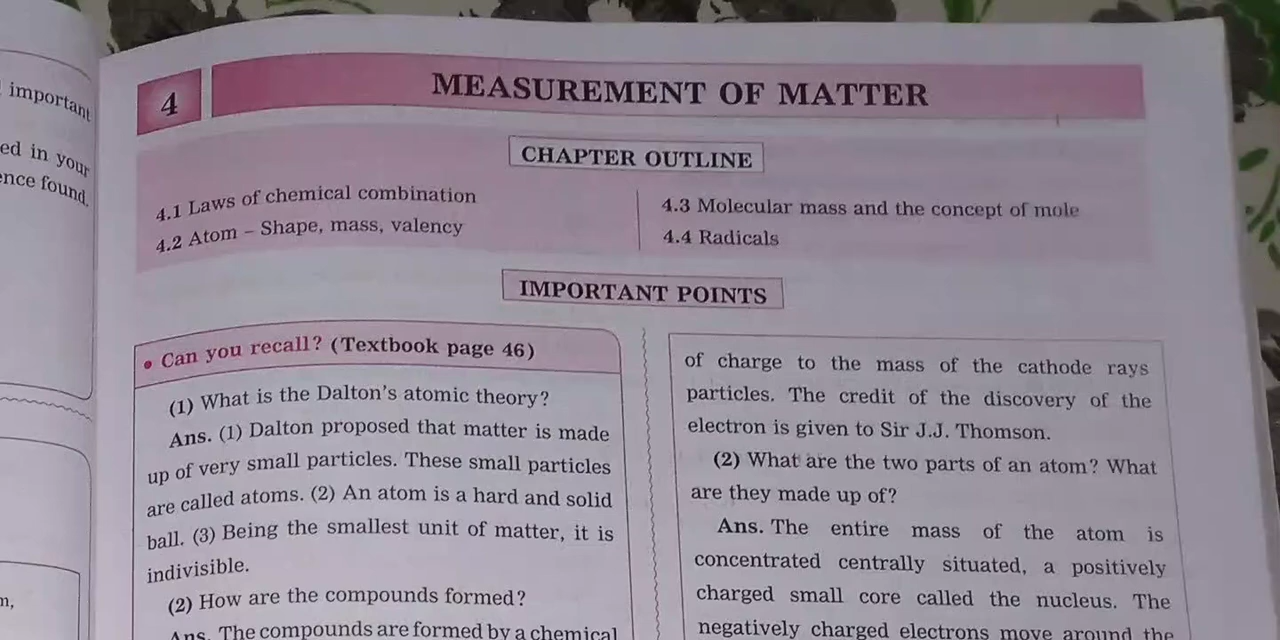 important
ed in your
ence found.
m,
4
MEASUREMENT OF MATTER
CHAPTER OUTLINE
4.1 Laws of chemical combination
4.2 Atom – Shape, mass, valency
4.3 Molecular mass and the concept of mole
4.4 Radicals
IMPORTANT POINTS
• Can you recall? (Textbook page 46)
(1) What is the Dalton's atomic theory?
Ans. (1) Dalton proposed that matter is made
up of very small particles. These small particles
are called atoms. (2) An atom is a hard and solid
ball. (3) Being the smallest unit of matter, it is
indivisible.
(2) How are the compounds formed?
Ans. The compounds are formed by a chemical
of charge to the mass of the cathode rays
particles. The credit of the discovery of the
electron is given to Sir J.J. Thomson.
(2) What are the two parts of an atom? What
are they made up of?
Ans. The entire mass of the atom is
concentrated centrally situated, a positively
charged small core called the nucleus. The
negatively charged electrons move around the